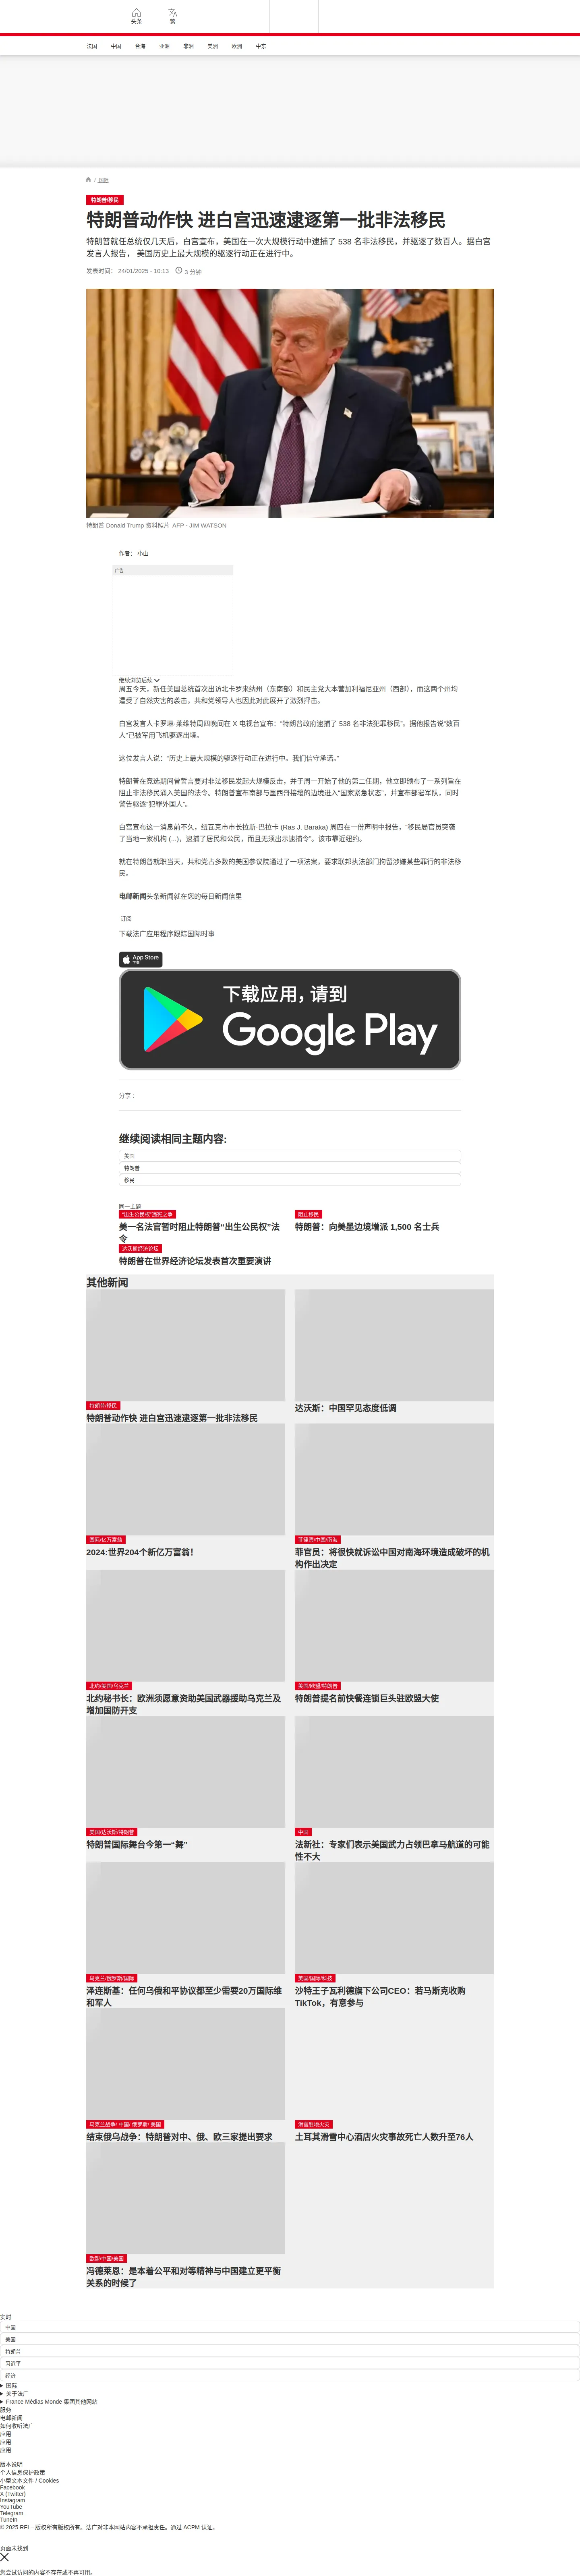 头条
繁
法国
中国
台海
亚洲
非洲
美洲
欧洲
中东
国际
特朗普/移民
特朗普动作快 进白宫迅速逮逐第一批非法移民
特朗普就任总统仅几天后，白宫宣布，美国在一次大规模行动中逮捕了 538 名非法移民，并驱逐了数百人。据白宫
发言人报告， 美国历史上最大规模的驱逐行动正在进行中。
发表时间： 24/01/2025 - 10:13
3 分钟
特朗普 Donald Trump 资料照片 AFP - JIM WATSON
作者： 小山
广告
继续浏览后续
周五今天，新任美国总统首次出访北卡罗来纳州（东南部）和民主党大本营加利福尼亚州（西部），而这两个州均
遭受了自然灾害的袭击，共和党领导人也因此对此展开了激烈抨击。
白宫发言人卡罗琳·莱维特周四晚间在 X 电视台宣布：“特朗普政府逮捕了 538 名非法犯罪移民”。据他报告说“数百
人”已被军用飞机驱逐出境。
这位发言人说：“历史上最大规模的驱逐行动正在进行中。我们信守承诺。”
特朗普在竞选期间曾誓言要对非法移民发起大规模反击，并于周一开始了他的第二任期，他立即颁布了一系列旨在
阻止非法移民涌入美国的法令。特朗普宣布南部与墨西哥接壤的边境进入“国家紧急状态”，并宣布部署军队，同时
警告驱逐“犯罪外国人”。
白宫宣布这一消息前不久，纽瓦克市市长拉斯·巴拉卡 (Ras J. Baraka) 周四在一份声明中报告，“移民局官员突袭
了当地一家机构 (...)，逮捕了居民和公民，而且无须出示逮捕令”。该市靠近纽约。
就在特朗普就职当天，共和党占多数的美国参议院通过了一项法案，要求联邦执法部门拘留涉嫌某些罪行的非法移
民。
电邮新闻头条新闻就在您的每日新闻信里
订阅
下载法广应用程序跟踪国际时事
App Store
下载
下载应用，请到
Google Play
分享 :
继续阅读相同主题内容:
美国
特朗普
移民
同一主题
“出生公民权”违宪之争
美一名法官暂时阻止特朗普“出生公民权”法
令
阻止移民
特朗普：向美墨边境增派 1,500 名士兵
达沃斯经济论坛
特朗普在世界经济论坛发表首次重要演讲
其他新闻
特朗普/移民
特朗普动作快 进白宫迅速逮逐第一批非法移民
达沃斯：中国罕见态度低调
国际/亿万富翁
2024:世界204个新亿万富翁！
菲律宾/中国/南海
菲官员：将很快就诉讼中国对南海环境造成破坏的机
构作出决定
北约/美国/乌克兰
北约秘书长：欧洲须愿意资助美国武器援助乌克兰及
增加国防开支
美国/欧盟/特朗普
特朗普提名前快餐连锁巨头驻欧盟大使
美国/达沃斯/特朗普
特朗普国际舞台今第一“舞”
中国
法新社：专家们表示美国武力占领巴拿马航道的可能
性不大
乌克兰/俄罗斯/国际
泽连斯基：任何乌俄和平协议都至少需要20万国际维
和军人
美国/国际/科技
沙特王子瓦利德旗下公司CEO：若马斯克收购
TikTok，有意参与
乌克兰战争/ 中国/ 俄罗斯/ 美国
结束俄乌战争：特朗普对中、俄、欧三家提出要求
滑雪胜地火灾
土耳其滑雪中心酒店火灾事故死亡人数升至76人
欧盟/中国/美国
冯德莱恩：是本着公平和对等精神与中国建立更平衡
关系的时候了
实时
中国
美国
特朗普
习近平
经济
国际
关于法广
France Médias Monde 集团其他网站
服务
电邮新闻
如何收听法广
应用
应用
应用
版本说明
个人信息保护政策
小型文本文件 / Cookies
Facebook
X (Twitter)
Instagram
YouTube
Telegram
TuneIn
© 2025 RFI – 版权所有版权所有。法广对非本网站内容不承担责任。通过 ACPM 认证。
页面未找到
您尝试访问的内容不存在或不再可用。